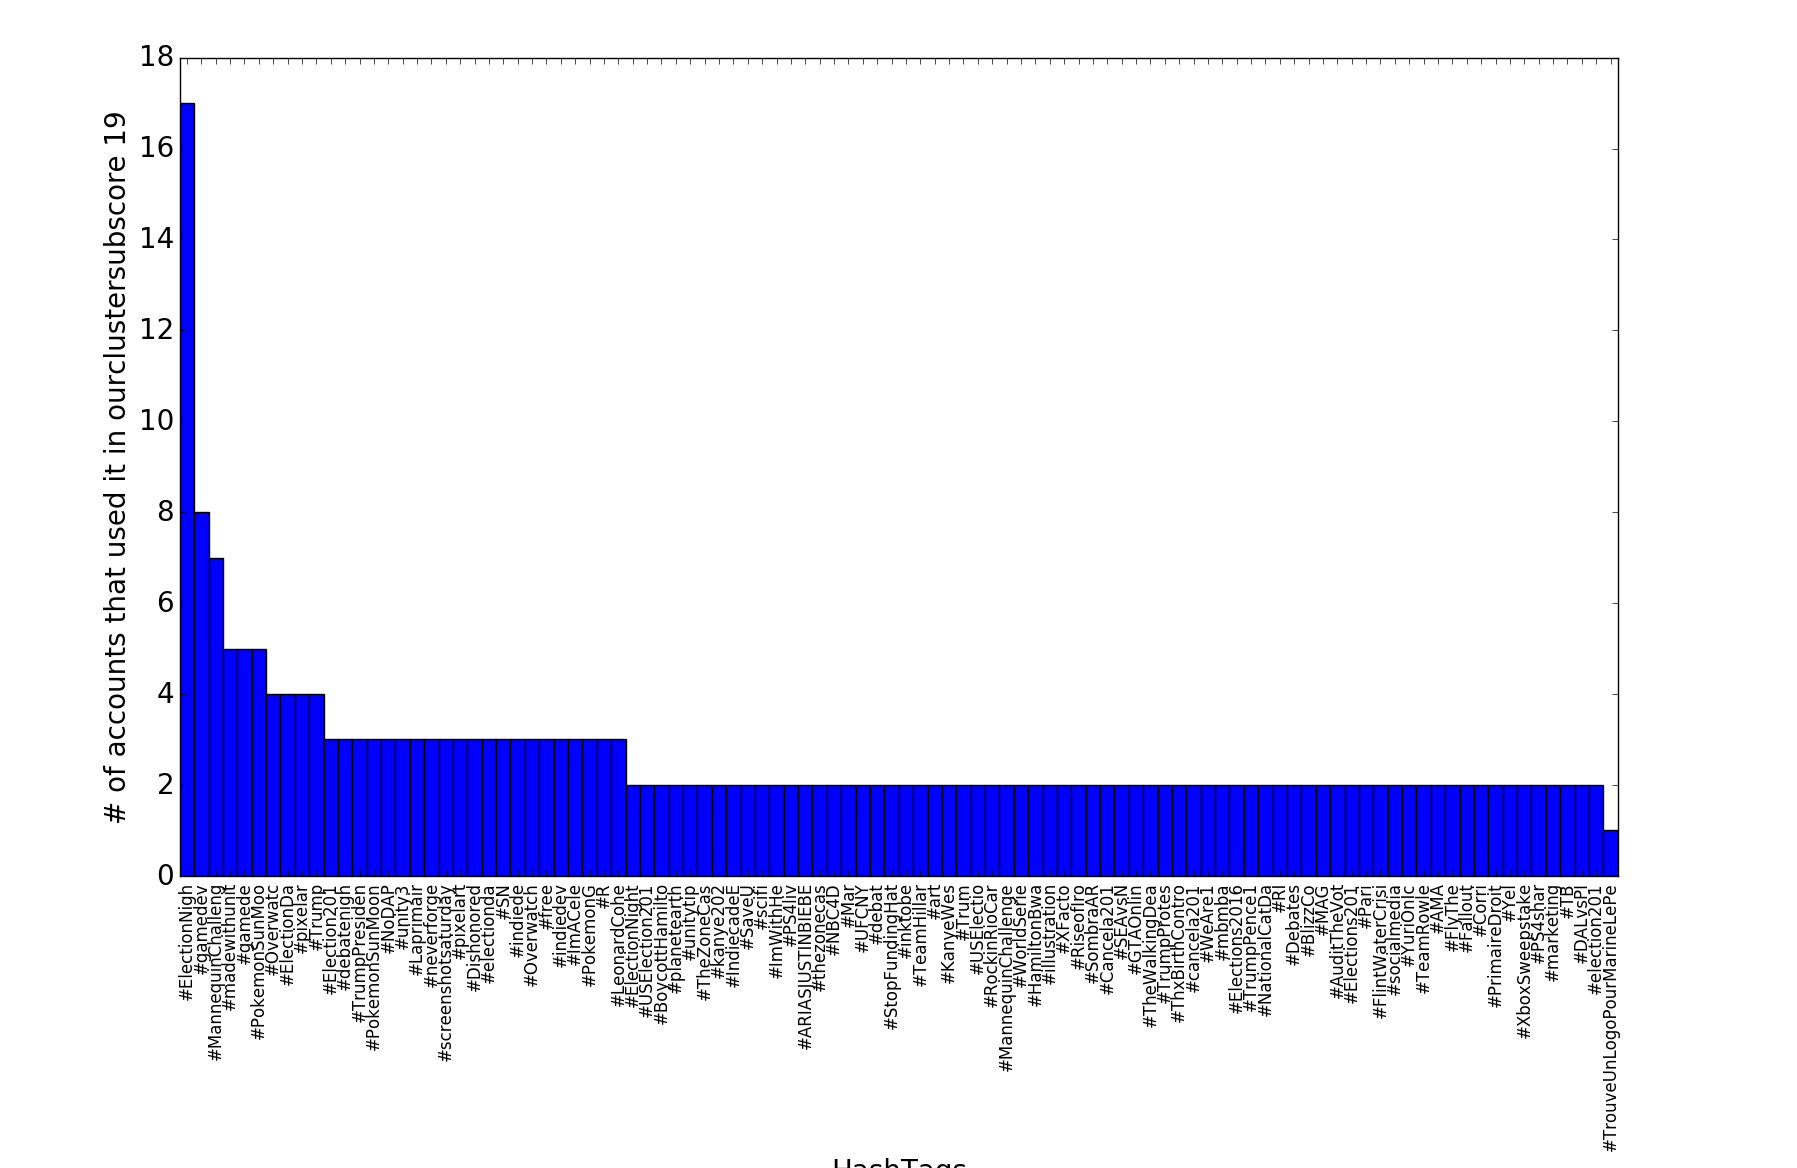 18
16
14
12
10
8
6
4
2
0
# of accounts that used it in ourclustersubscore 19
#ElectionNigh
#gamedev
#MannequinChalleng
#madewithunit
#gamede
#PokemonSunMoo
#Overwatc
#ElectionDa
#pixelar
#Trump
#Election201
#debatenigh
#TrumpPresiden
#PokemonSunMoon
#NoDAP
#unity3
#Laprimair
#neverforge
#screenshotsaturday
#pixelart
#Dishonored
#electionda
#SN
#indiede
#Overwatch
#free
#indiedev
#ImACele
#PokemonG
#R
#LeonardCohe
#ElectionNight
#USElection201
#BoycottHamilto
#planetearth
#unitytip
#TheZoneCas
#kanye202
#IndiecadeE
#SaveU
#scifi
#ImWithHe
#PS4liv
#ARIASJUSTINBIEBE
#thezonecas
#NBC4D
#Mar
#UFCNY
#debat
#StopFundingHat
#inktobe
#TeamHillar
#art
#KanyeWes
#Trum
#USElectio
#RockinRioCar
#MannequinChallenge
#WorldSerie
#HamiltonBwa
#illustration
#XFacto
#Riseofiro
#SombraAR
#Cancela201
#SFAvsN
#GTAOnlin
#TheWalkingDea
#TrumpProtes
#ThxBirthContro
#cancela201
#WeAre1
#mbmba
#Elections2016
#TrumpPence1
#NationalCatDa
#RI
#Debates
#BlizzCo
#MAG
#AuditTheVot
#Elections201
#Pari
#FlintWaterCrisi
#socialmedia
#YuriOnIc
#TeamRowle
#AMA
#FlyThe
#Fallout
#Corri
#PrimaireDroit
#Yel
#XboxSweepstake
#PS4shar
#marketing
#TB
#DALvsPI
#election201
#TrouveUnLogoPourMarineLePe
HashTags